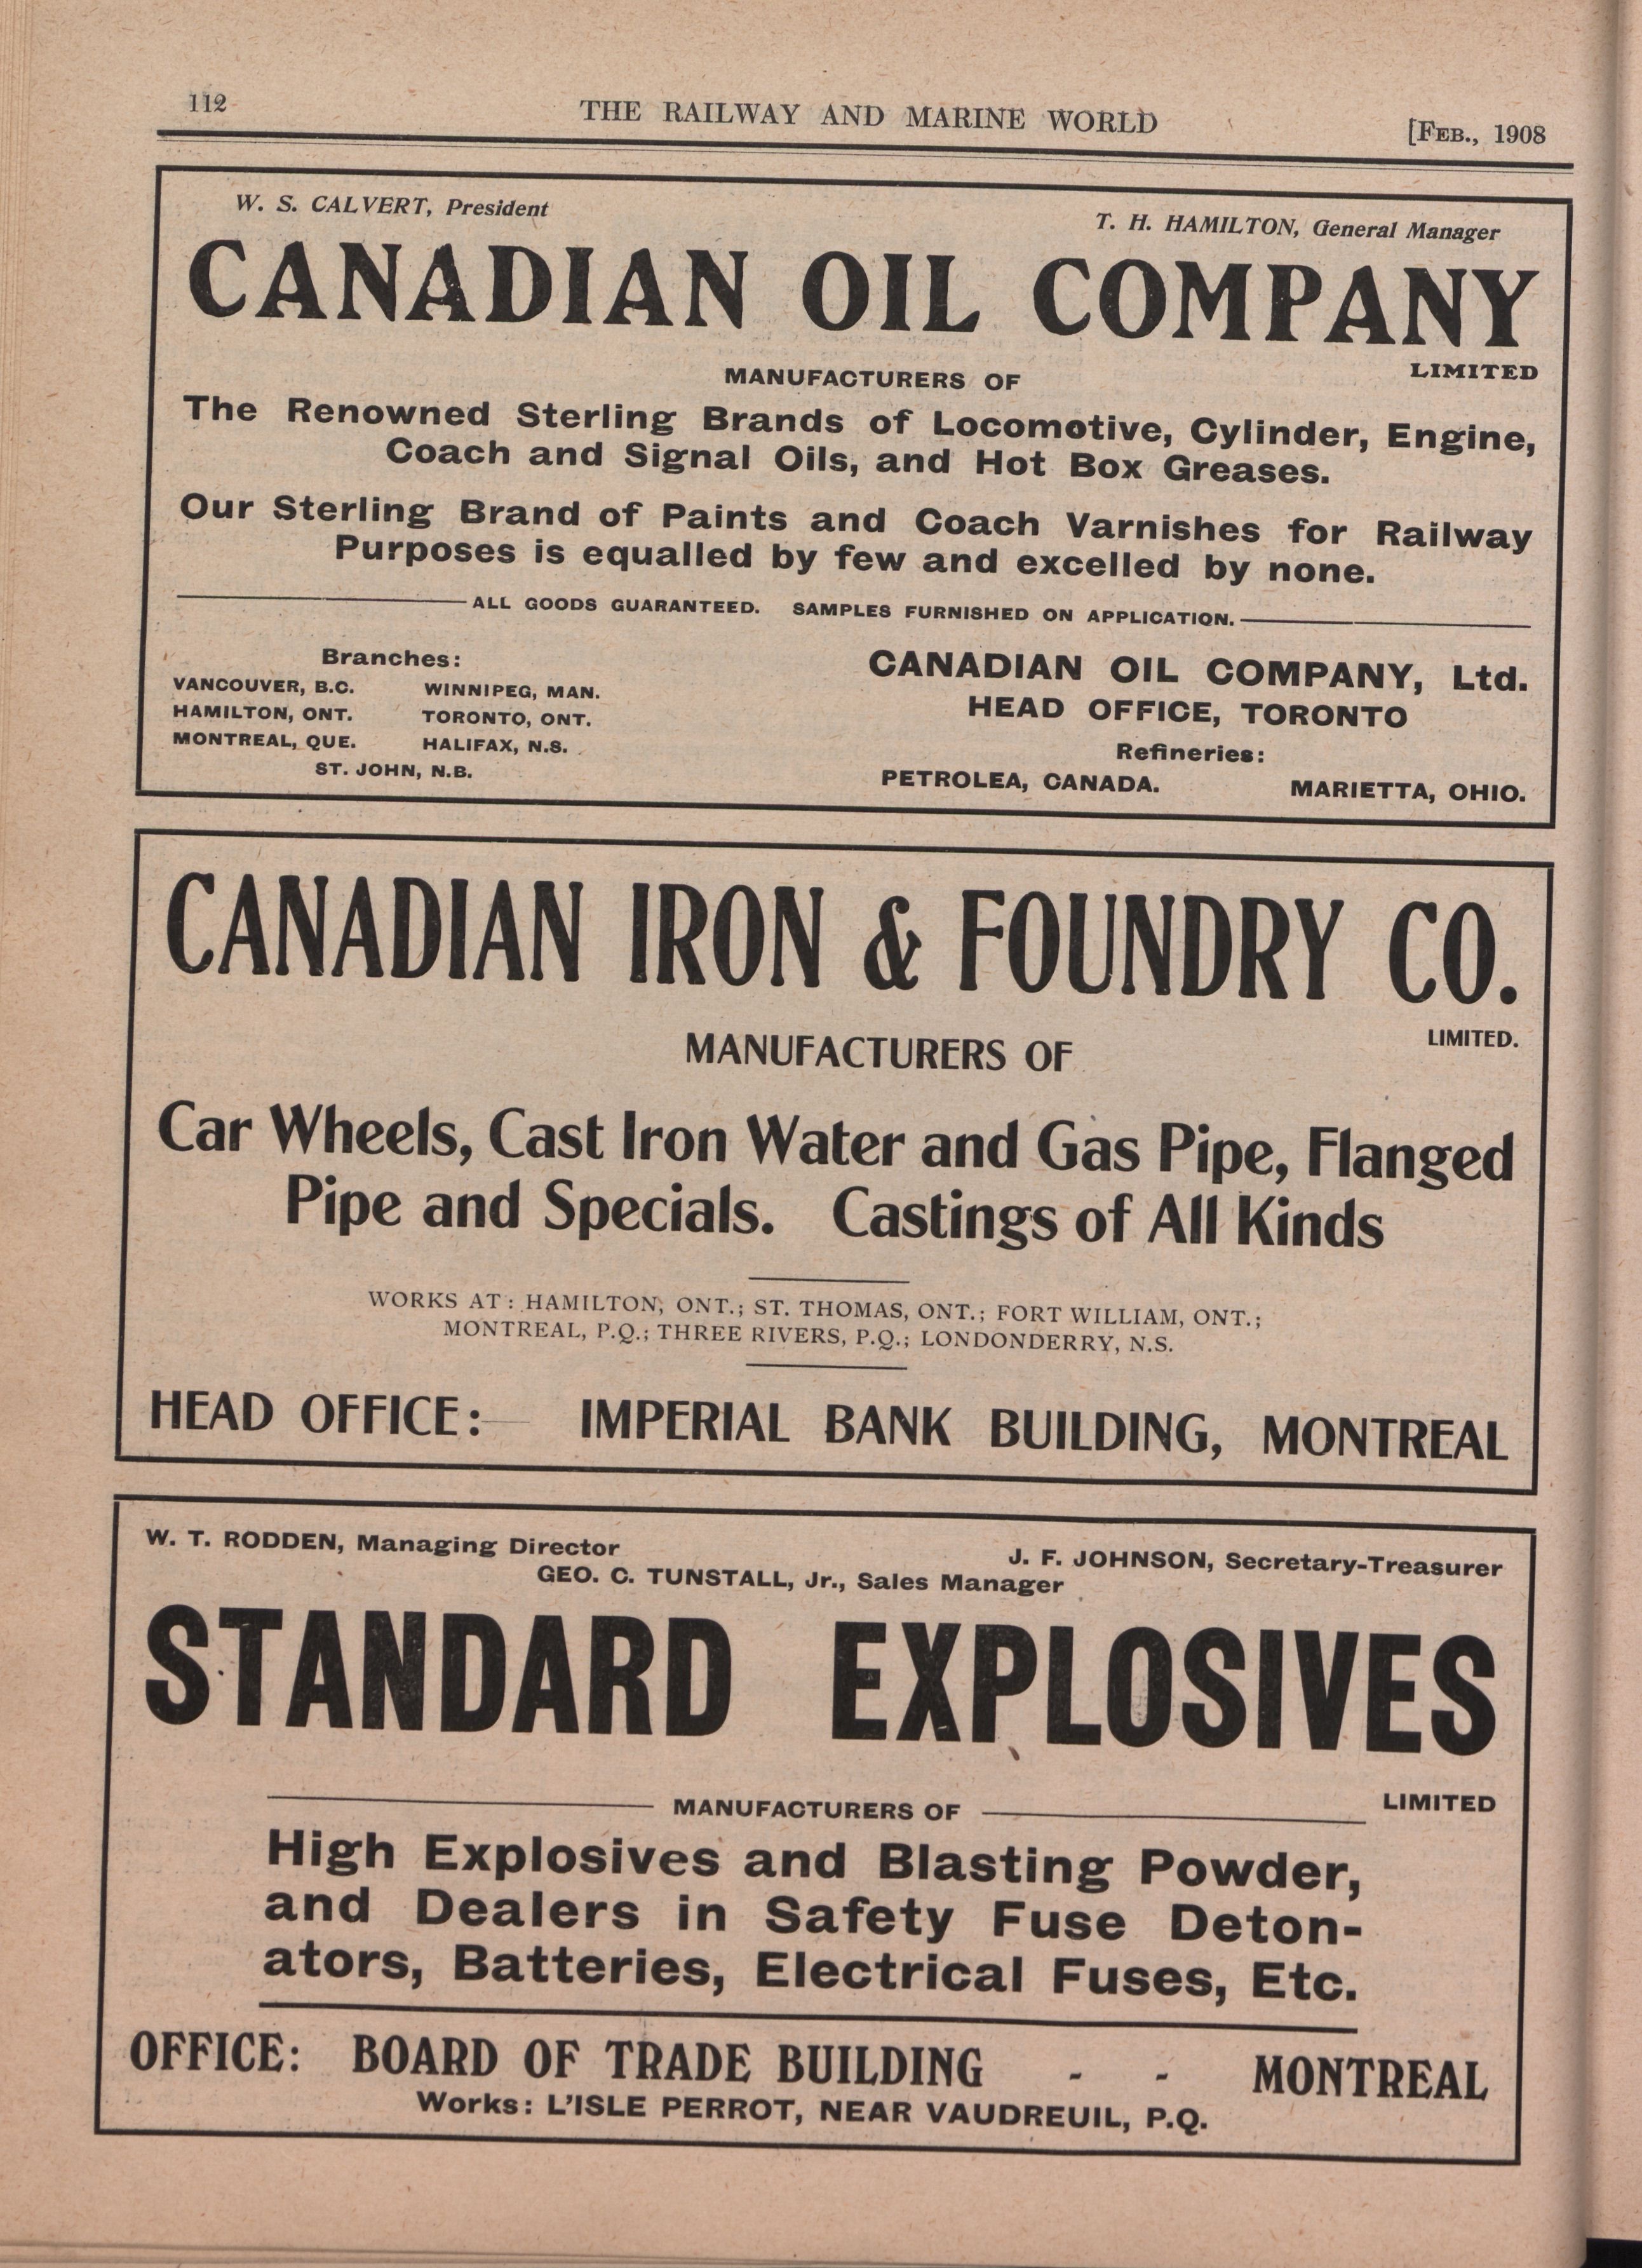 112
THE RAILWAY AND MARINE WORLD
[FEB., 1908
W. S. CALVERT, President
T. H. HAMILTON, General Manager
CANADIAN OIL COMPANY
LIMITED
MANUFACTURERS OF
The Renowned Sterling Brands of Locomotive, Cylinder, Engine,
Coach and Signal Oils, and Hot Box Greases.
Our Sterling Brand of Paints and Coach Varnishes for Railway
Purposes is equalled by few and excelled by none.
ALL GOODS GUARANTEED. SAMPLES FURNISHED ON APPLICATION.
Branches:
VANCOUVER, B.C. WINNIPEG, MAN.
HAMILTON, ONT. TORONTO, ONT.
MONTREAL, QUE. HALIFAX, N.S.
ST. JOHN, N.B.
CANADIAN OIL COMPANY, Ltd.
HEAD OFFICE, TORONTO
Refineries:
PETROLEA, CANADA. MARIETTA, OHIO.
CANADIAN IRON & FOUNDRY CO.
LIMITED.
MANUFACTURERS OF
Car Wheels, Cast Iron Water and Gas Pipe, Flanged
Pipe and Specials. Castings of All Kinds
WORKS AT: HAMILTON, ONT.; ST. THOMAS, ONT.; FORT WILLIAM, ONT.;
MONTREAL, P.Q.; THREE RIVERS, P.Q.; LONDONDERRY, N.S.
HEAD OFFICE: IMPERIAL BANK BUILDING, MONTREAL
W. T. RODDEN, Managing Director
J. F. JOHNSON, Secretary-Treasurer
GEO. C. TUNSTALL, Jr., Sales Manager
STANDARD EXPLOSIVES
LIMITED
MANUFACTURERS OF
High Explosives and Blasting Powder,
and Dealers in Safety Fuse Deton-
ators, Batteries, Electrical Fuses, Etc.
OFFICE: BOARD OF TRADE BUILDING - - MONTREAL
Works: L'ISLE PERROT, NEAR VAUDREUIL, P.Q.